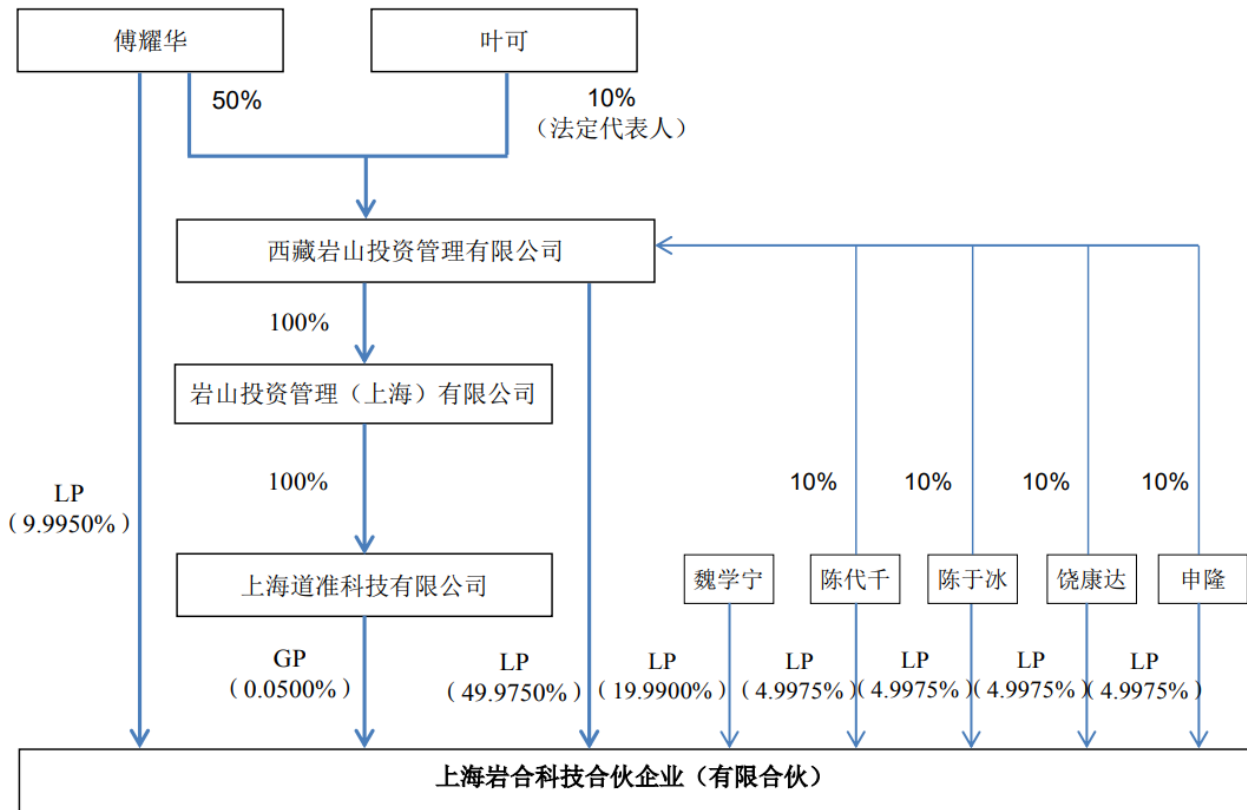 傅耀华
叶可
50%
10%
（法定代表人）
西藏岩山投资管理有限公司
100%
岩山投资管理（上海）有限公司
100%
10%
10%
10%
10%
LP
（9.9950%）
上海道准科技有限公司
魏学宁
陈代千
陈于冰
饶康达
申隆
GP
（0.0500%）
LP
（49.9750%）
LP
（19.9900%）
LP
（4.9975%）
LP
（4.9975%）
LP
（4.9975%）
LP
（4.9975%）
上海岩合科技合伙企业（有限合伙）